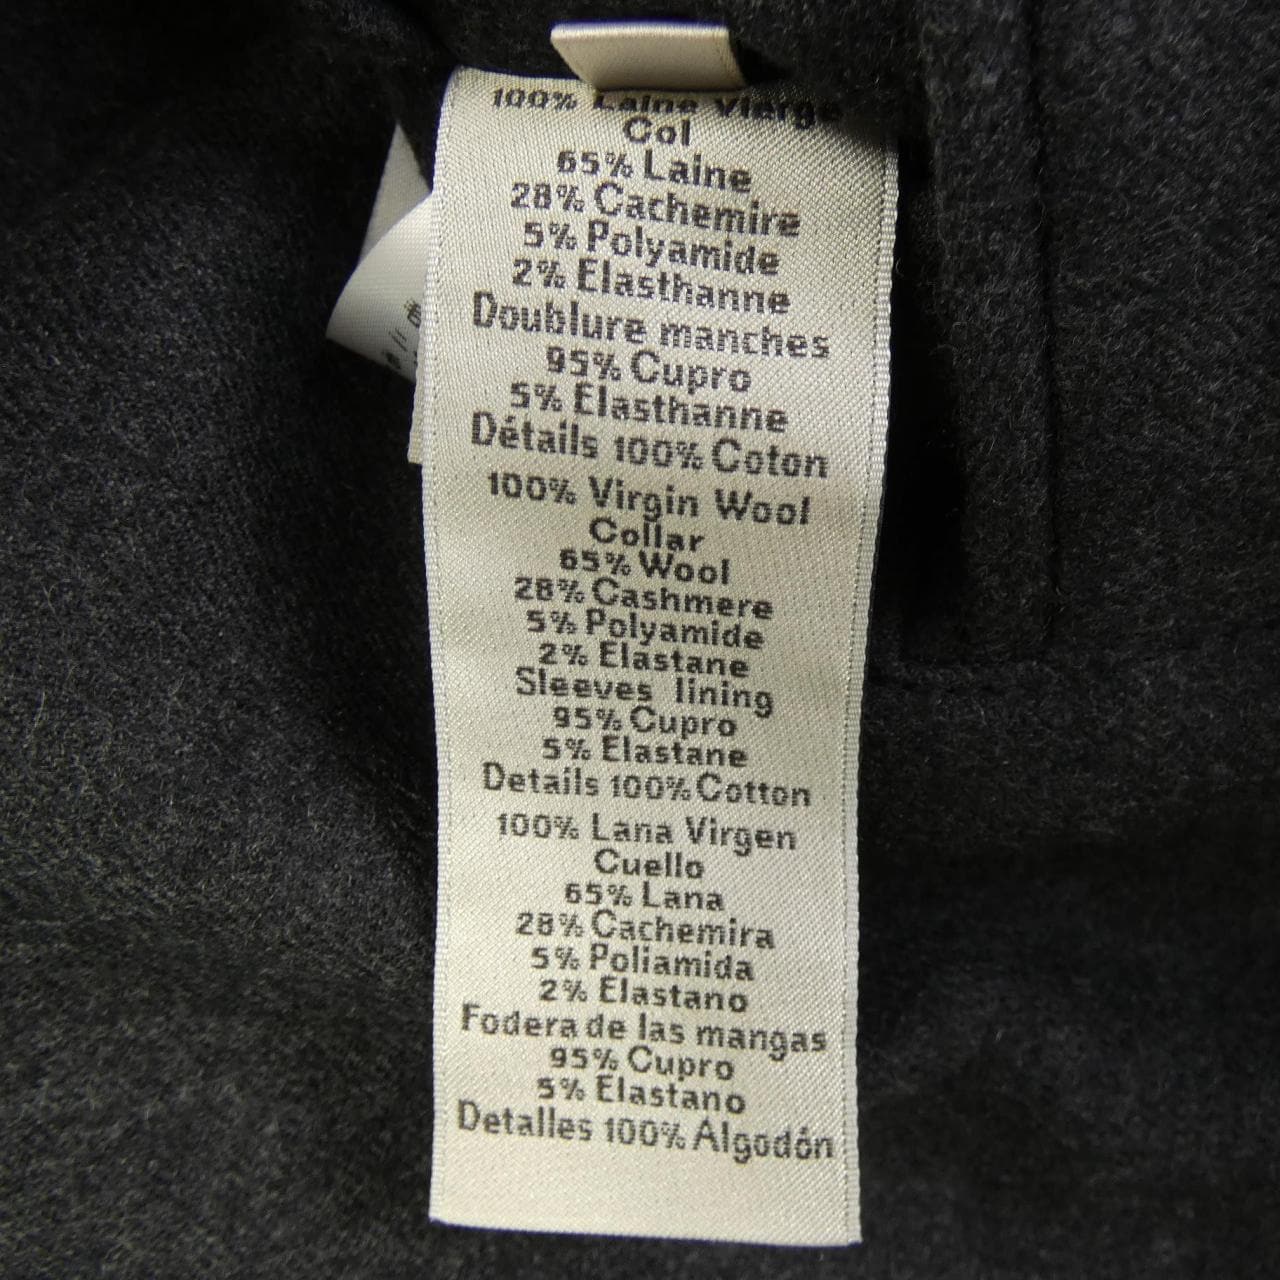 100% Laine Vierge
Col
65% Laine
28% Cachemire
5% Polyamide
2% Elasthanne
Doublure manches
95% Cupro
5% Elasthanne
Détails 100% Coton
100% Virgin Wool
Collar
65% Wool
28% Cashmere
5% Polyamide
2% Elastane
Sleeves lining
95% Cupro
5% Elastane
Details 100% Cotton
100% Lana Virgen
Cuello
65% Lana
28% Cachemira
5% Poliamida
2% Elastano
Fodera de las mangas
95% Cupro
5% Elastano
Detalles 100% Algodón